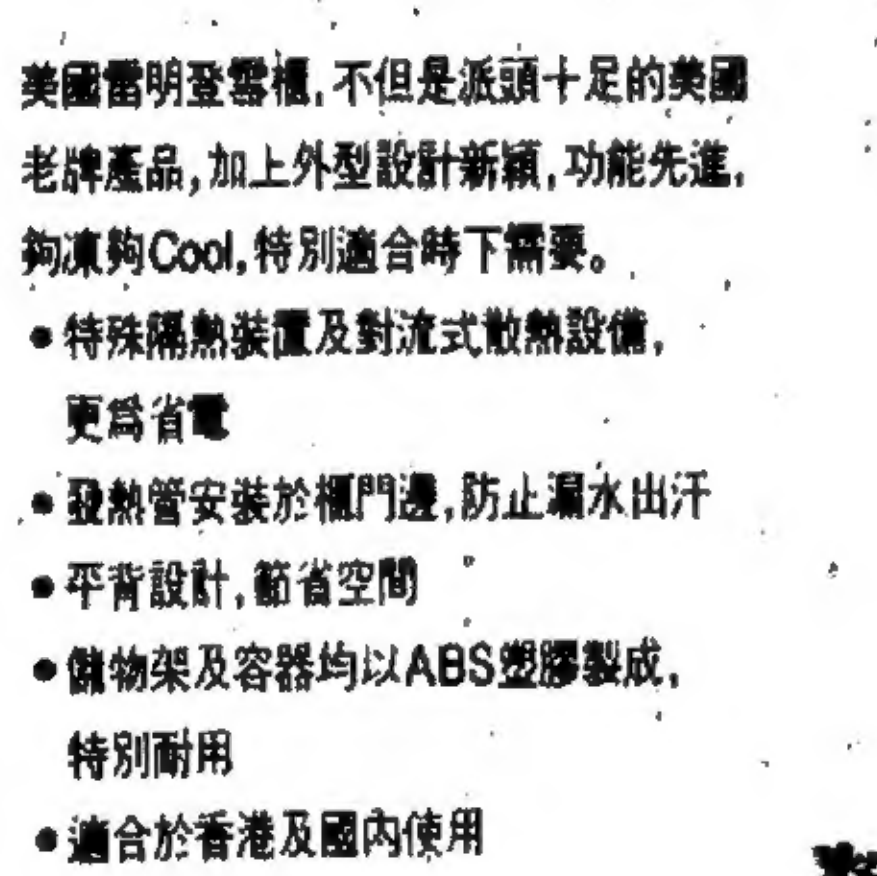 美國雷明登雪櫃,不但是派頭十足的美國
老牌產品,加上外型設計新穎,功能先進,
夠凍夠Cool,特別適合時下需要。
•特殊隔熱裝置及對流式散熱設備,
更爲省電
•發熱管安裝於櫃門邊,防止漏水出汗
•平背設計,節省空間
•儲物架及容器均以ABS塑膠製成,
特別耐用
•適合於香港及國內使用